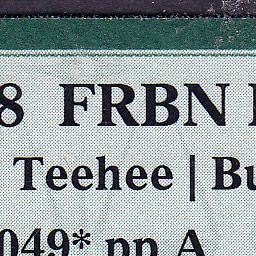 8 FRBN
Teehee | Bu
049* pp A